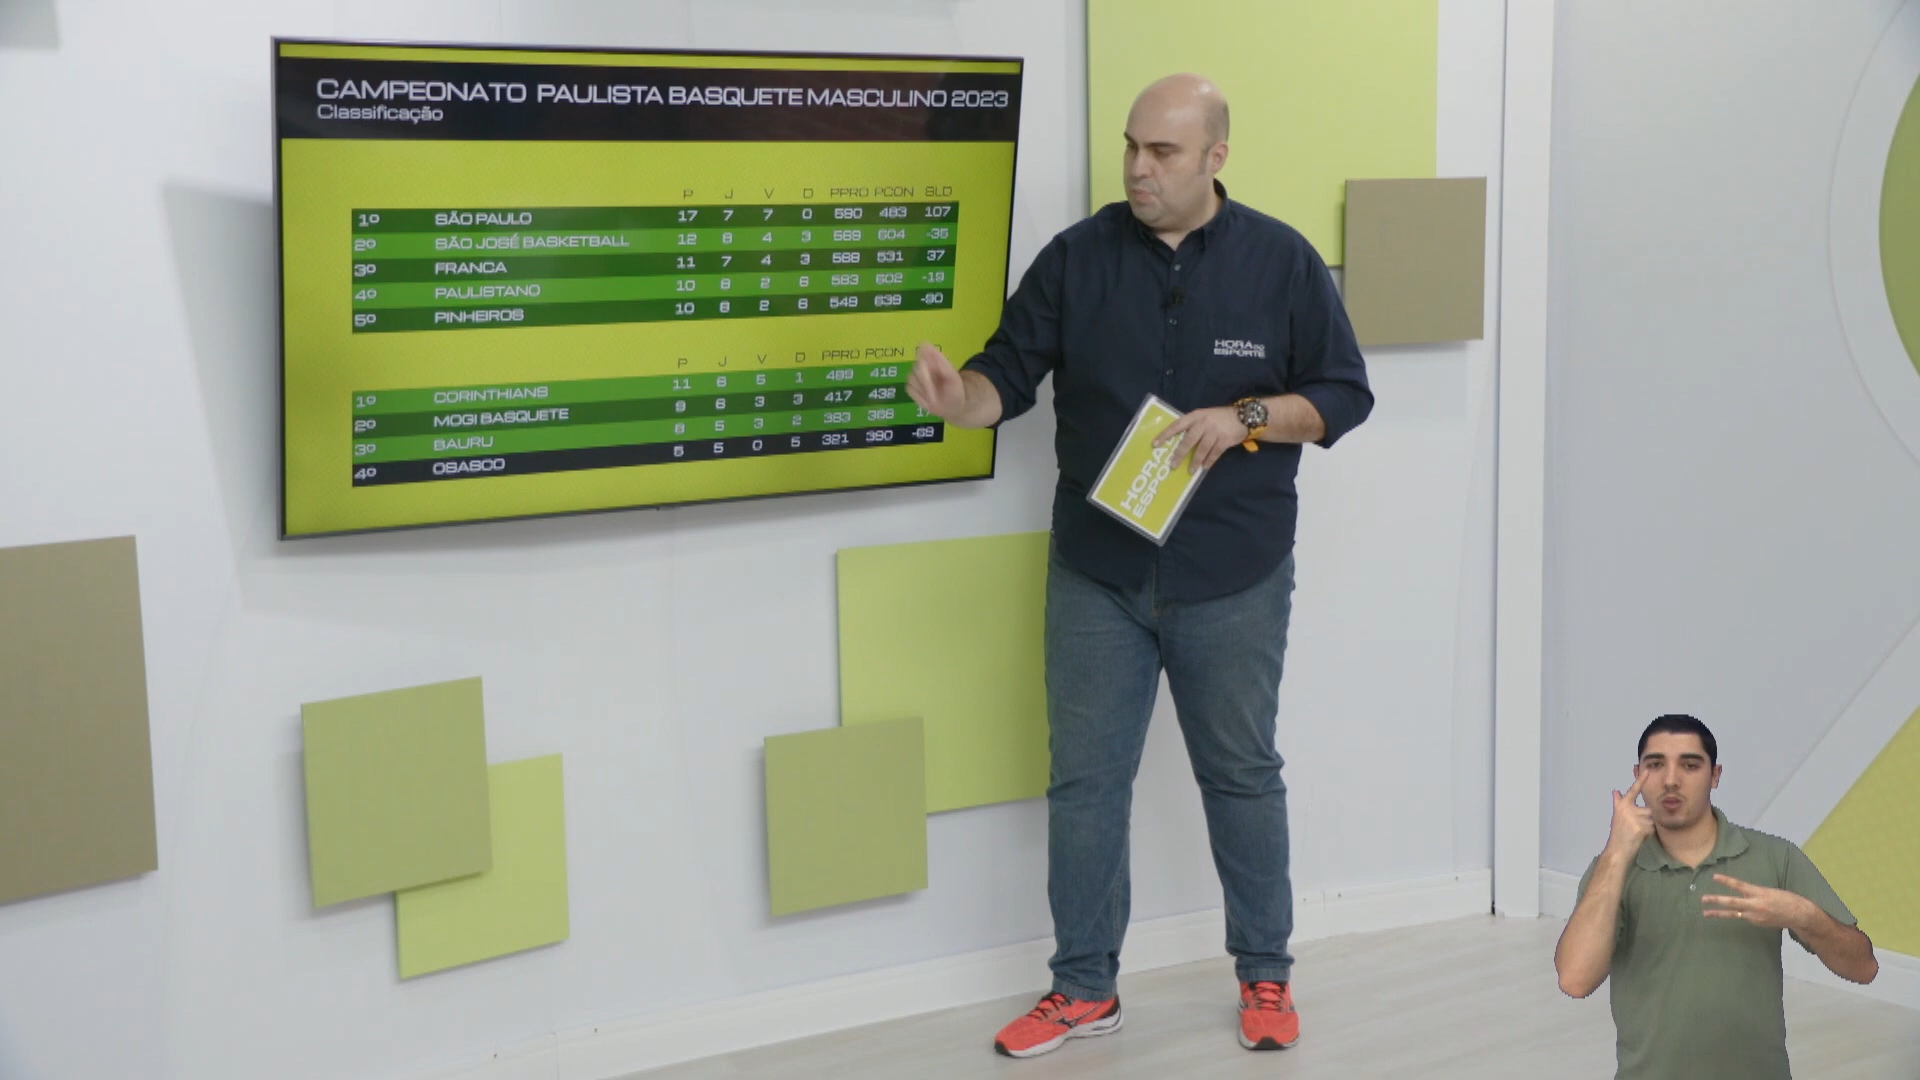 CAMPEONATO PAULISTA BASQUETE MASCULINO 2023
Classificação
P J V D PPRO PCON SLD
1º SÃO PAULO 17 7 7 0 590 483 107
2º SÃO JOSÉ BASKETBALL 12 8 4 3 569 604 -35
3º FRANCA 11 7 4 3 568 531 37
4º PAULISTANO 10 8 2 6 583 602 -19
5º PINHEIROS 10 8 2 6 549 639 -90
P J V D PPRO PCON
1º CORINTHIANS 11 6 5 1 489 416
2º MOGI BASQUETE 9 6 3 3 417 432
3º BAURU 8 5 3 2 383 368
4º OSASCO 5 5 0 5 321 390 -69
HORA DO
ESPORTE